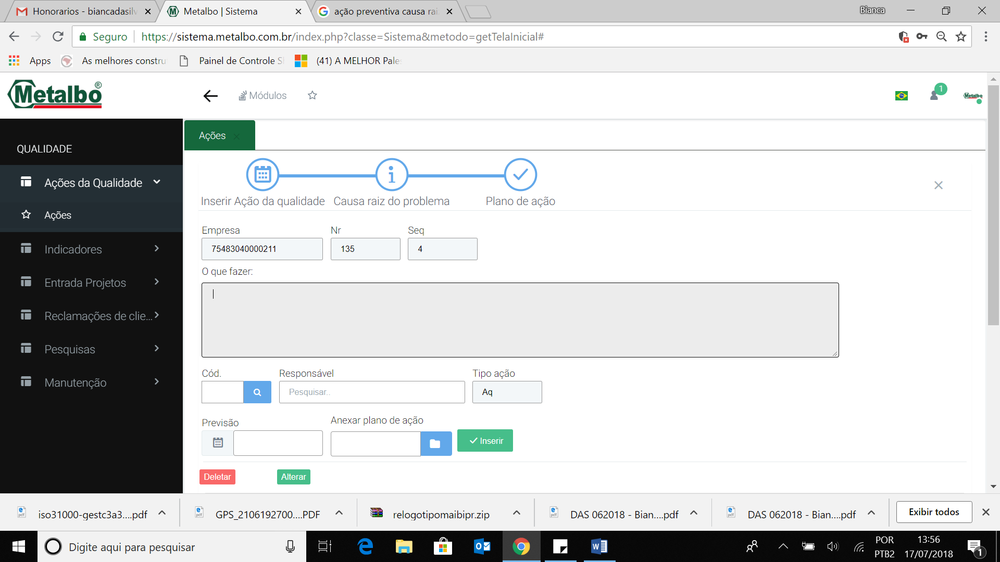 Honorarios - biancadasilv
Metalbo | Sistema
ação preventiva causa rai
Bianca
Seguro
https://sistema.metalbo.com.br/index.php?classe=Sistema&metodo=getTelaInicial#
Apps
As melhores constru
Painel de Controle S
(41) A MELHOR Pales
Metalbo®
Módulos
1
Metalbo
QUALIDADE
Ações da Qualidade
Ações
Indicadores
Entrada Projetos
Reclamações de clie...
Pesquisas
Manutenção
Ações
Inserir Ação da qualidade
Causa raiz do problema
Plano de ação
Empresa
Nr
Seq
75483040000211
135
4
O que fazer:
Cód.
Responsável
Tipo ação
Pesquisar..
Aq
Previsão
Anexar plano de ação
Inserir
Deletar
Alterar
iso31000-gestc3a3....pdf
GPS_2106192700....PDF
relogotipomaibipr.zip
DAS 062018 - Bian....pdf
DAS 062018 - Bian....pdf
Exibir todos
Digite aqui para pesquisar
POR
PTB2
13:56
17/07/2018
1